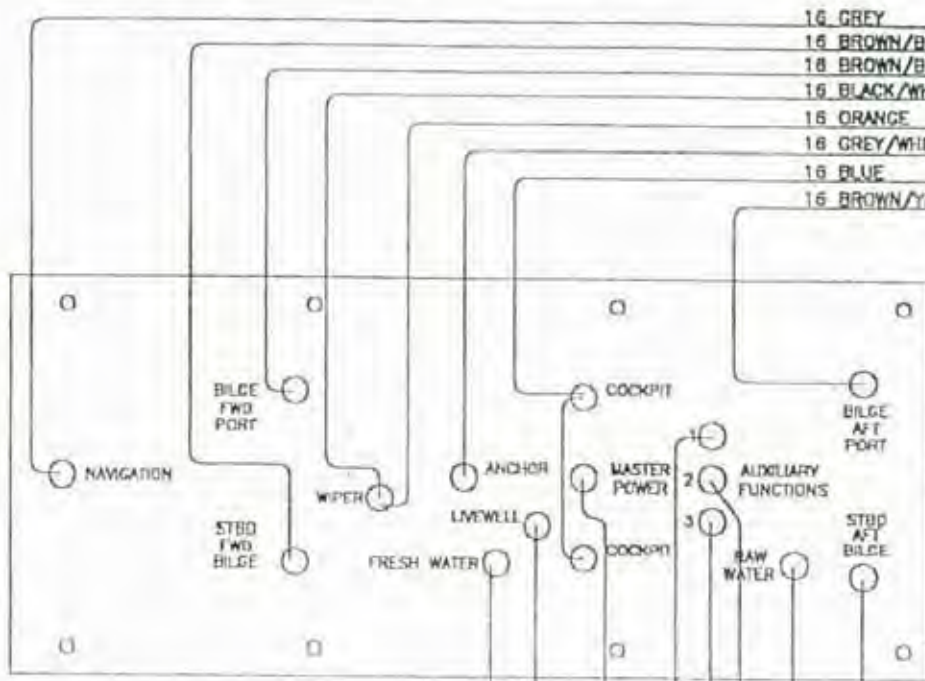 16 GREY
16 BROWN/B
16 BROWN/B
16 BLACK/WH
16 ORANGE
16 GREY/WHI
16 BLUE
16 BROWN/Y
BILGE
FWD
PORT
COCKPIT
BILGE
AFT
PORT
1
NAVIGATION
WIPER
ANCHOR
MASTER
POWER
2
AUXILIARY
FUNCTIONS
LIVEWELL
3
STBD
FWD
BILGE
FRESH WATER
COCKPIT
RAW
WATER
STBD
AFT
BILGE